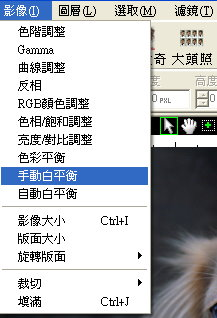 影像(I) 圖層(L) 選取(M) 濾鏡(T)
色階調整
Gamma
曲線調整
反相
RGB顏色調整
色相/飽和調整
亮度/對比調整
色彩平衡
手動白平衡
自動白平衡
影像大小 Ctrl+I
版面大小
旋轉版面
裁切
填滿 Ctrl+J
奇 大頭照
高度
0 PXL
0